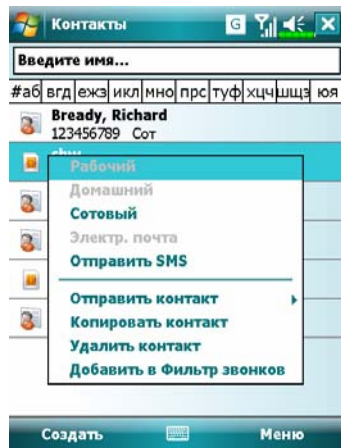 Контакты G
Введите имя...
#аб вгд ежз икл мно прс туф хцч шщэ юя
Bready, Richard
123456789 Сот
Рабочий
Домашний
Сотовый
Электр. почта
Отправить SMS
Отправить контакт
Копировать контакт
Удалить контакт
Добавить в Фильтр звонков
Создать Меню